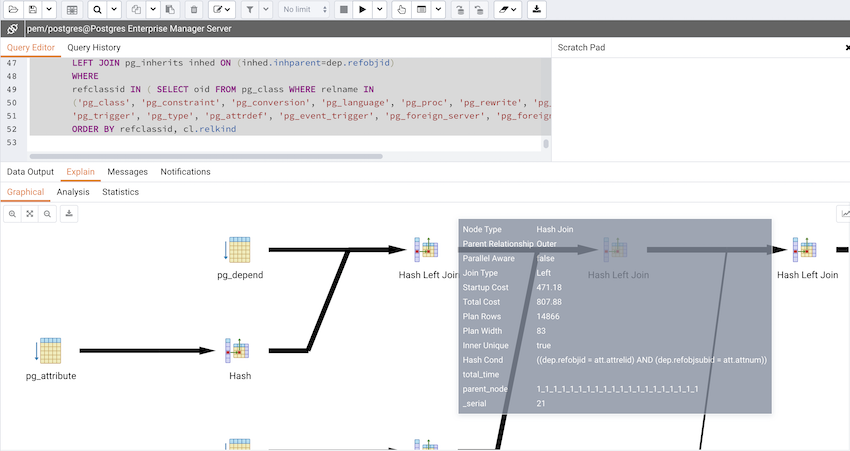 No limit
pem/postgres@Postgres Enterprise Manager Server
Query Editor Query History
Scratch Pad
47 LEFT JOIN pg_inherits inhed ON (inhed.inhparent=dep.refobjid)
48 WHERE
49 refclassid IN ( SELECT oid FROM pg_class WHERE relname IN
50 ('pg_class', 'pg_constraint', 'pg_conversion', 'pg_language', 'pg_proc', 'pg_rewrite', 'pg_
51 'pg_trigger', 'pg_type', 'pg_attrdef', 'pg_event_trigger', 'pg_foreign_server', 'pg_foreign
52 ORDER BY refclassid, cl.relkind
53
Data Output Explain Messages Notifications
Graphical Analysis Statistics
pg_depend
Hash Left Join
Hash Left Join
Hash Left Join
pg_attribute
Hash
Node Type Hash Join
Parent Relationship Outer
Parallel Aware false
Join Type Left
Startup Cost 471.18
Total Cost 807.88
Plan Rows 14866
Plan Width 83
Inner Unique true
Hash Cond ((dep.refobjid = att.attrelid) AND (dep.refobjsubid = att.attnum))
total_time
parent_node 1_1_1_1_1_1_1_1_1_1_1_1_1_1_1_1_1_1_1_1
_serial 21